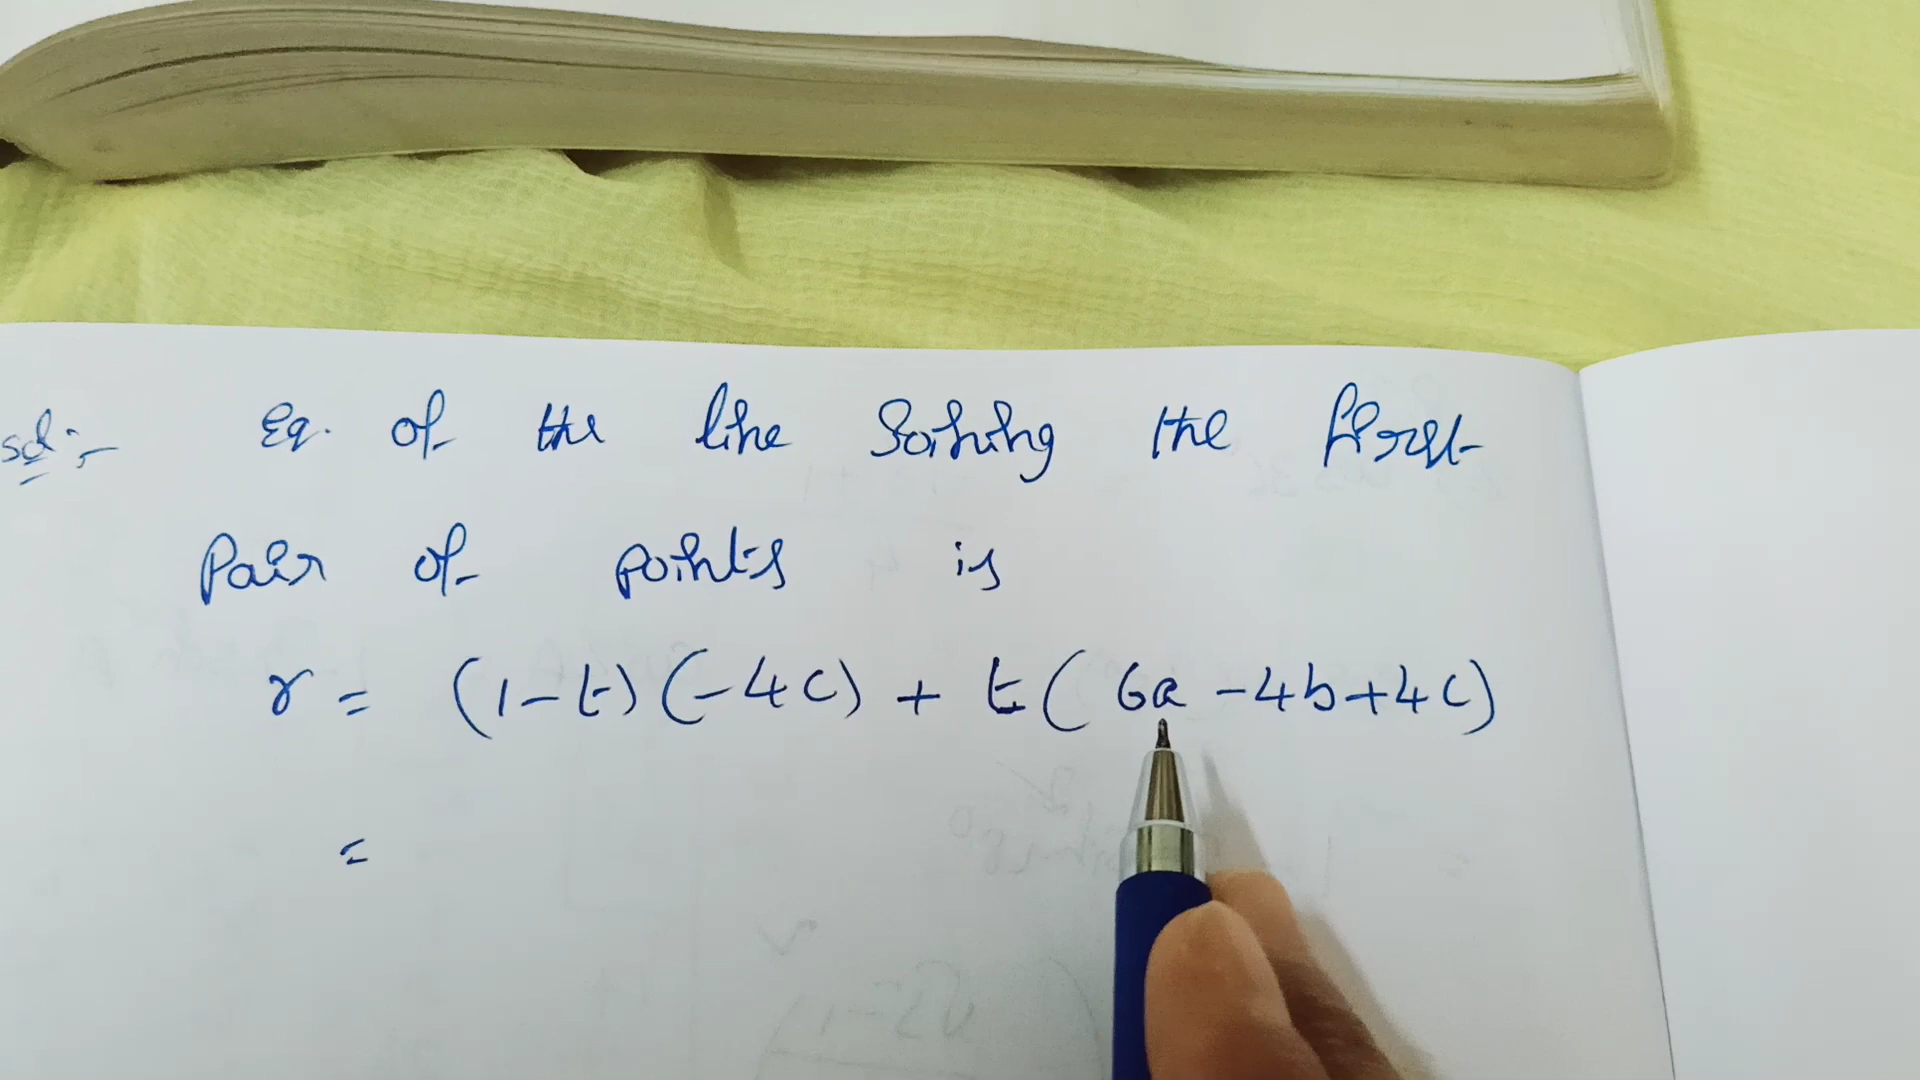 sol:- Eq. of the line Joining the first
Pair of points is
r = (1-t)(-4c) + t(6a-4b+4c)
=